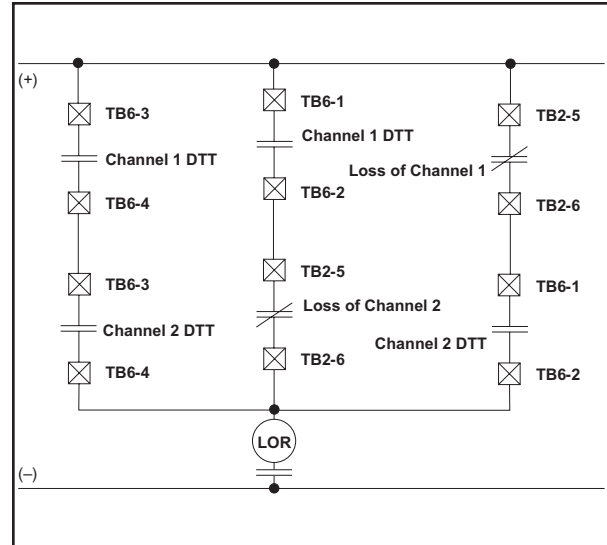 (+)
TB6-3
Channel 1 DTT
TB6-4
TB6-3
Channel 2 DTT
TB6-4
TB6-1
Channel 1 DTT
TB6-2
TB2-5
Loss of Channel 2
TB2-6
TB2-5
Loss of Channel 1
TB2-6
TB6-1
Channel 2 DTT
TB6-2
LOR
(–)